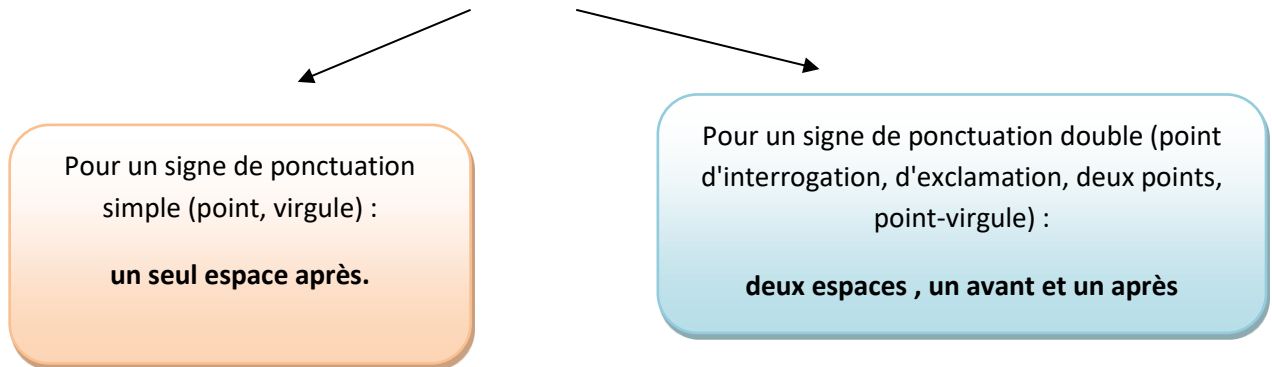 Pour un signe de ponctuation
simple (point, virgule) :
un seul espace après.
Pour un signe de ponctuation double (point
d'interrogation, d'exclamation, deux points,
point-virgule) :
deux espaces , un avant et un après